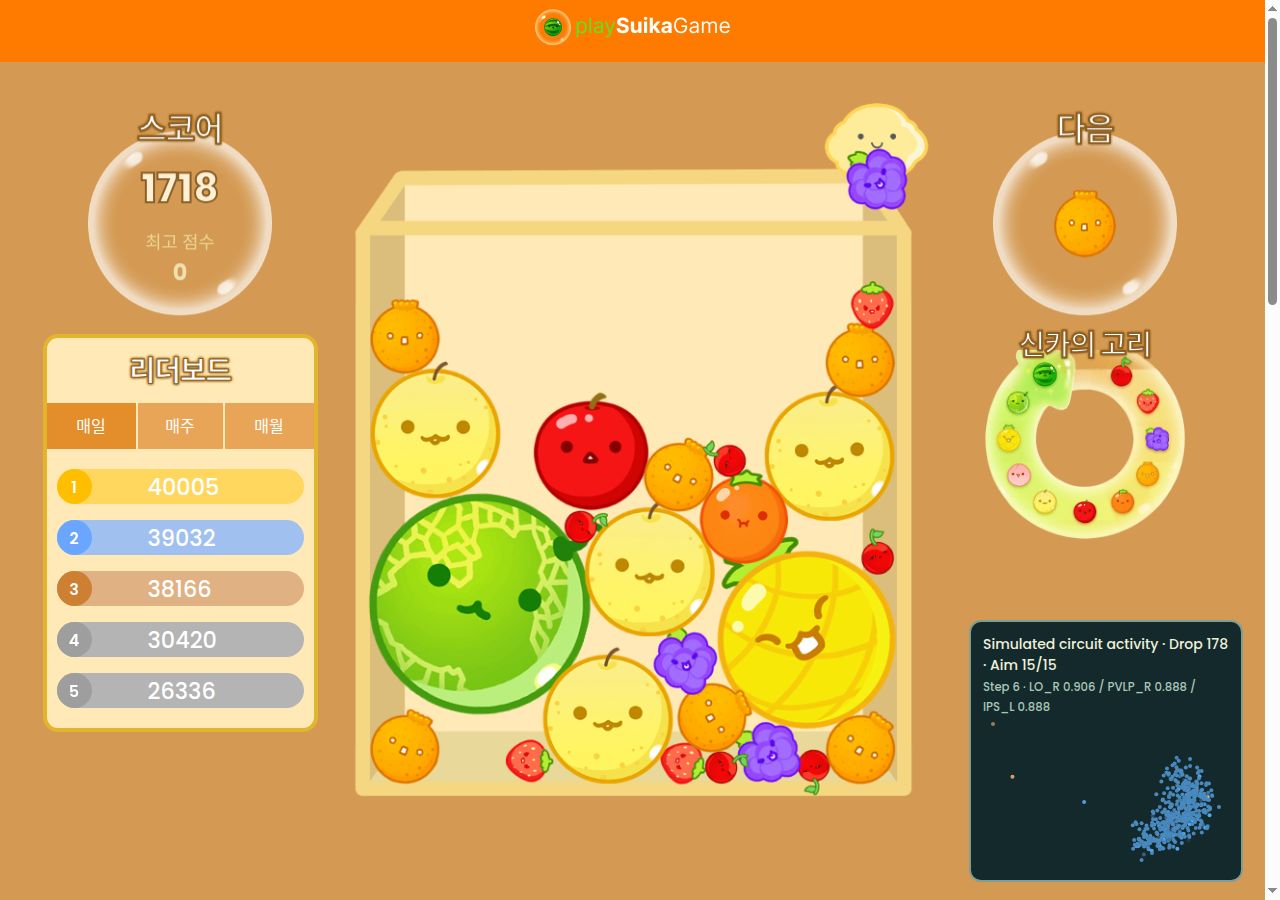 playSuikaGame
스코어
1718
최고 점수
0
리더보드
매일 매주 매월
1 40005
2 39032
3 38166
4 30420
5 26336
다음
신카의 고리
Simulated circuit activity · Drop 178
· Aim 15/15
Step 6 · LO_R 0.906 / PVLP_R 0.888 /
IPS_L 0.888